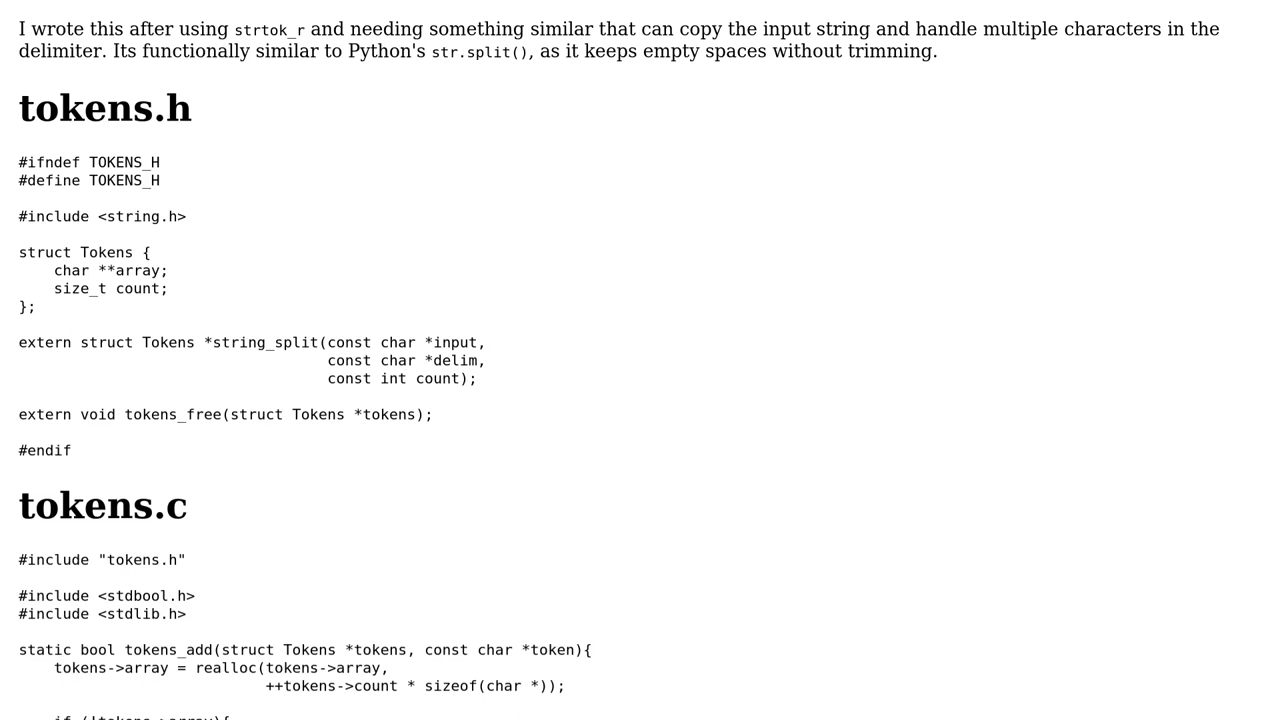 I wrote this after using strtok_r and needing something similar that can copy the input string and handle multiple characters in the
delimiter. Its functionally similar to Python's str.split(), as it keeps empty spaces without trimming.
tokens.h
#ifndef TOKENS_H
#define TOKENS_H
#include <string.h>
struct Tokens {
    char **array;
    size_t count;
};
extern struct Tokens *string_split(const char *input,
                                   const char *delim,
                                   const int count);
extern void tokens_free(struct Tokens *tokens);
#endif
tokens.c
#include "tokens.h"
#include <stdbool.h>
#include <stdlib.h>
static bool tokens_add(struct Tokens *tokens, const char *token){
    tokens->array = realloc(tokens->array,
                            ++tokens->count * sizeof(char *));
    if (!tokens->array){